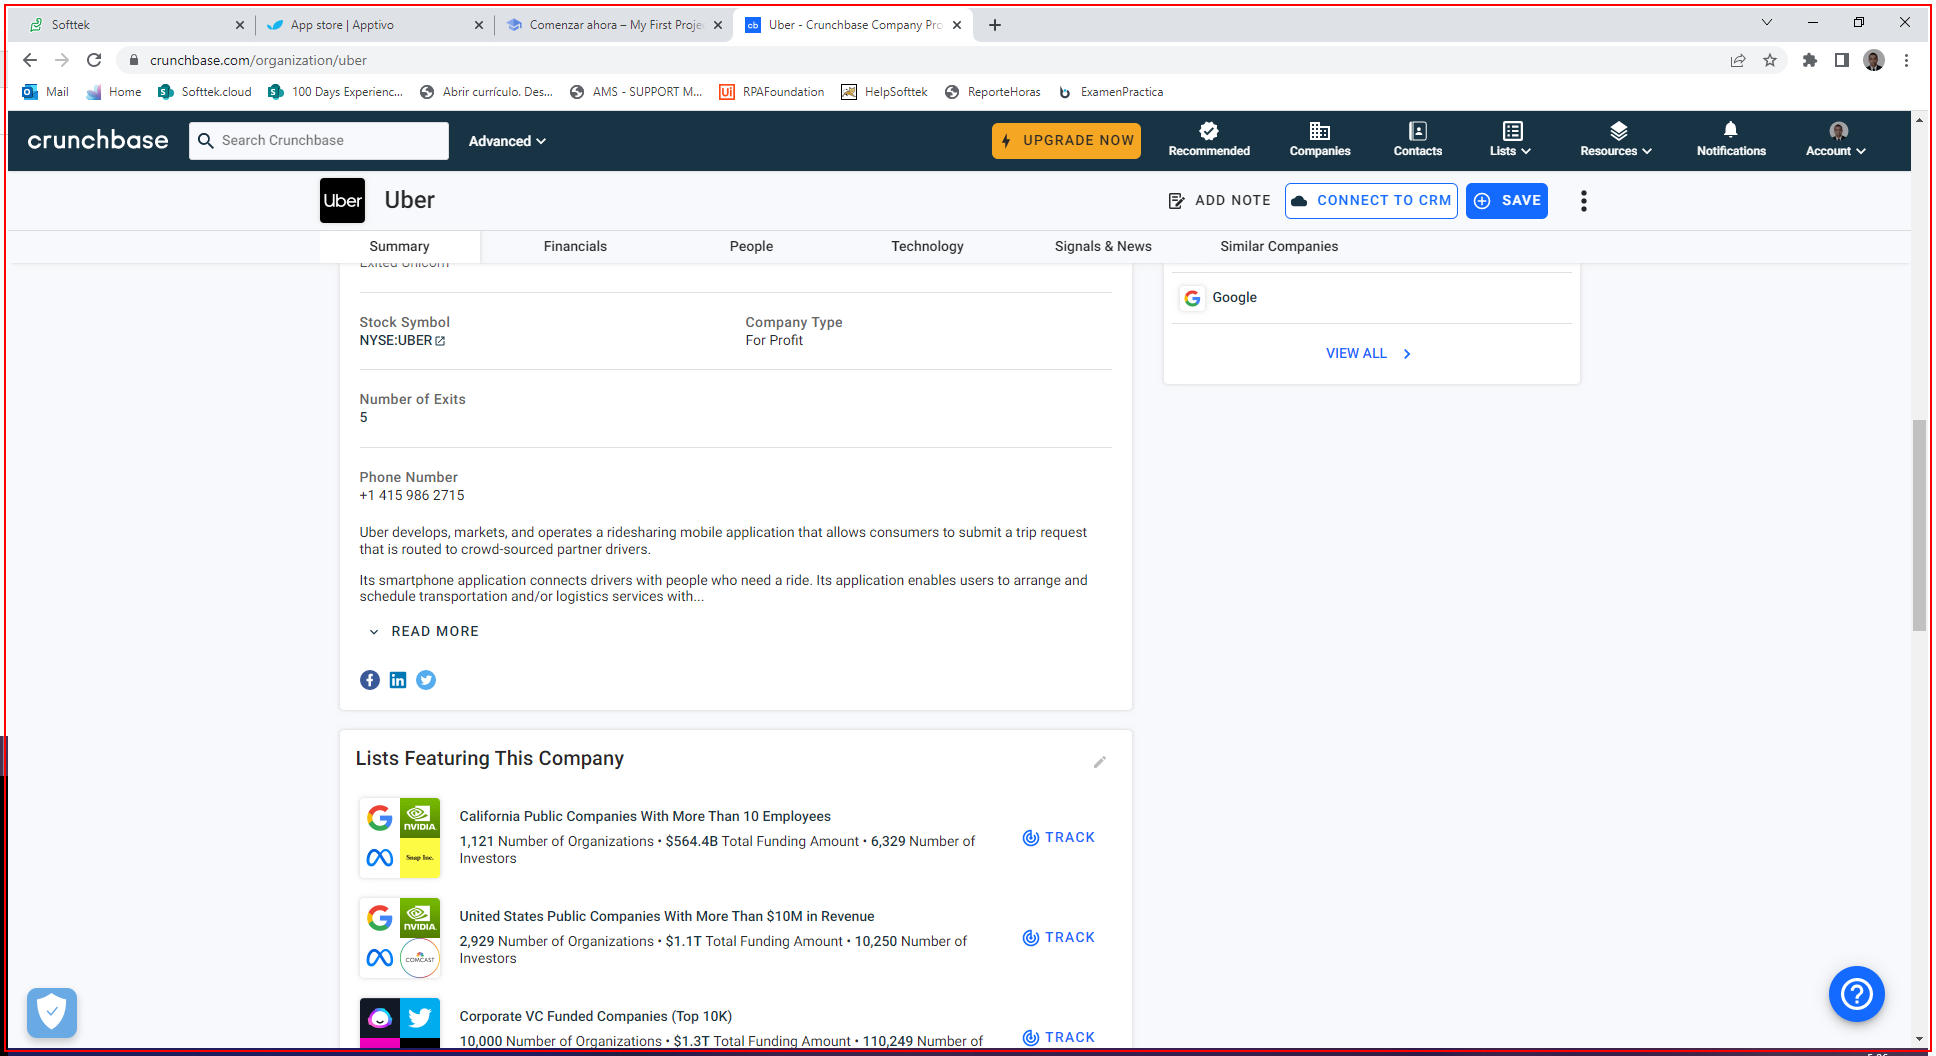 Softtek
App store | Apptivo
Comenzar ahora – My First Proje
Uber - Crunchbase Company Pro
crunchbase.com/organization/uber
Mail
Home
Softtek.cloud
100 Days Experienc...
Abrir currículo. Des...
AMS - SUPPORT M...
RPAFoundation
HelpSofttek
ReporteHoras
ExamenPractica
crunchbase
Search Crunchbase
Advanced
UPGRADE NOW
Recommended
Companies
Contacts
Lists
Resources
Notifications
Account
Uber
Uber
ADD NOTE
CONNECT TO CRM
SAVE
Summary
Financials
People
Technology
Signals & News
Similar Companies
Exited Unicorn
Google
VIEW ALL
Stock Symbol
NYSE:UBER
Company Type
For Profit
Number of Exits
5
Phone Number
+1 415 986 2715
Uber develops, markets, and operates a ridesharing mobile application that allows consumers to submit a trip request
that is routed to crowd-sourced partner drivers.
Its smartphone application connects drivers with people who need a ride. Its application enables users to arrange and
schedule transportation and/or logistics services with...
READ MORE
Lists Featuring This Company
NVIDIA.
Snap Inc.
California Public Companies With More Than 10 Employees
1,121 Number of Organizations • $564.4B Total Funding Amount • 6,329 Number of
Investors
TRACK
NVIDIA.
COMCAST
United States Public Companies With More Than $10M in Revenue
2,929 Number of Organizations • $1.1T Total Funding Amount • 10,250 Number of
Investors
TRACK
Corporate VC Funded Companies (Top 10K)
10,000 Number of Organizations • $1.3T Total Funding Amount • 110,249 Number of
TRACK